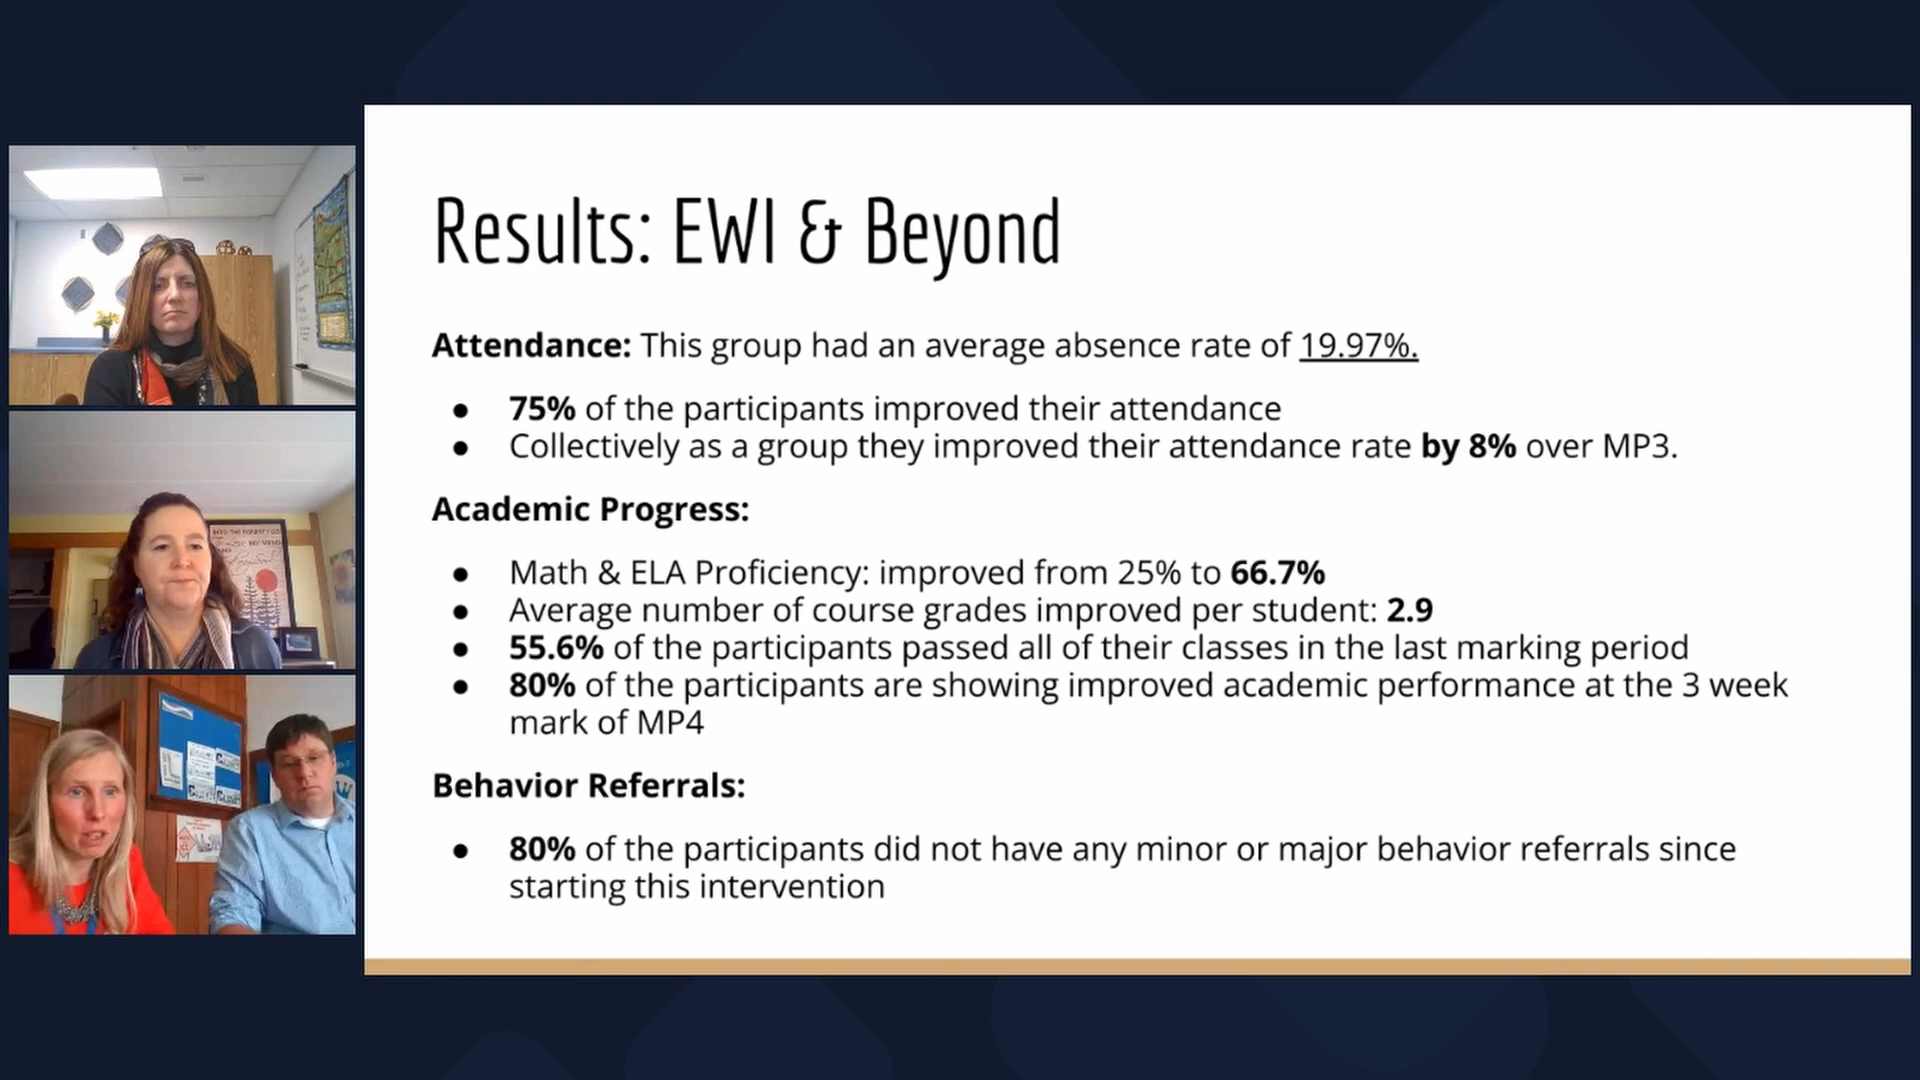 Results: EWI & Beyond
Attendance: This group had an average absence rate of 19.97%.
● 75% of the participants improved their attendance
● Collectively as a group they improved their attendance rate by 8% over MP3.
Academic Progress:
● Math & ELA Proficiency: improved from 25% to 66.7%
● Average number of course grades improved per student: 2.9
● 55.6% of the participants passed all of their classes in the last marking period
● 80% of the participants are showing improved academic performance at the 3 week
mark of MP4
Behavior Referrals:
● 80% of the participants did not have any minor or major behavior referrals since
starting this intervention
INTO THE FOREST I GO